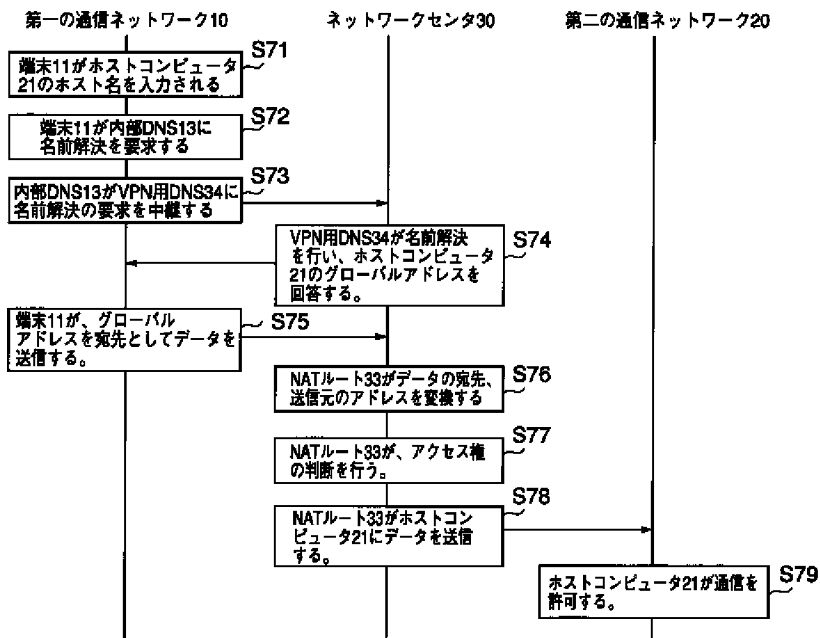 第一の通信ネットワーク10
ネットワークセンタ30
第二の通信ネットワーク20
S71
端末11がホストコンピュータ
21のホスト名を入力される
S72
端末11が内部DNS13に
名前解決を要求する
S73
内部DNS13がVPN用DNS34に
名前解決の要求を中継する
S74
VPN用DNS34が名前解決
を行い、ホストコンピュータ
21のグローバルアドレスを
回答する。
S75
端末11が、グローバル
アドレスを宛先としてデータを
送信する。
S76
NATルート33がデータの宛先、
送信元のアドレスを変換する
S77
NATルート33が、アクセス権
の判断を行う。
S78
NATルート33がホストコン
ピュータ21にデータを送信
する。
S79
ホストコンピュータ21が通信を
許可する。